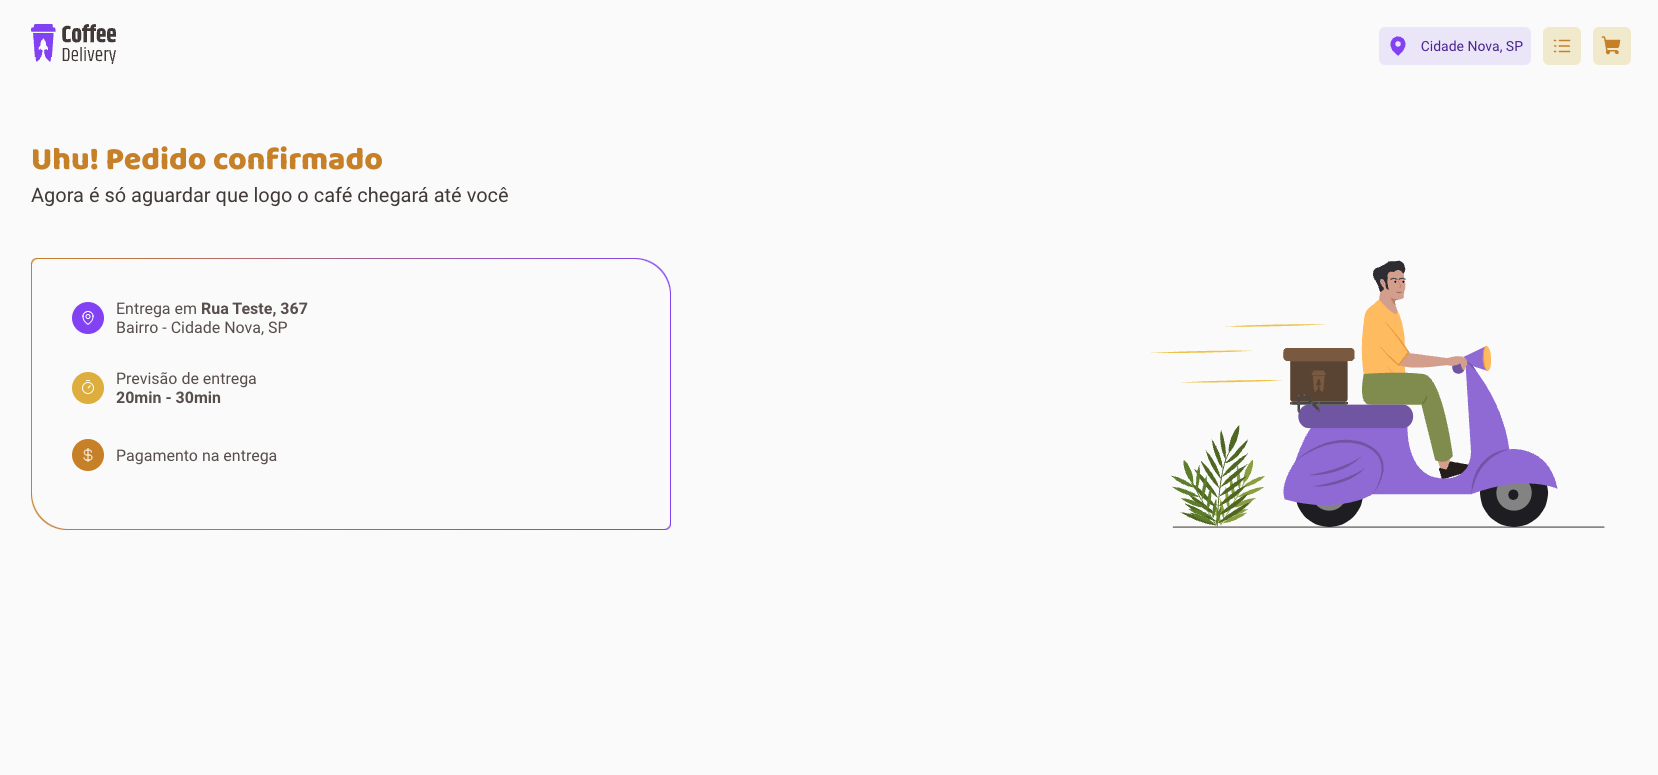 Coffee
Delivery
Cidade Nova, SP
Uhu! Pedido confirmado
Agora é só aguardar que logo o café chegará até você
Entrega em Rua Teste, 367
Bairro - Cidade Nova, SP
Previsão de entrega
20min - 30min
Pagamento na entrega